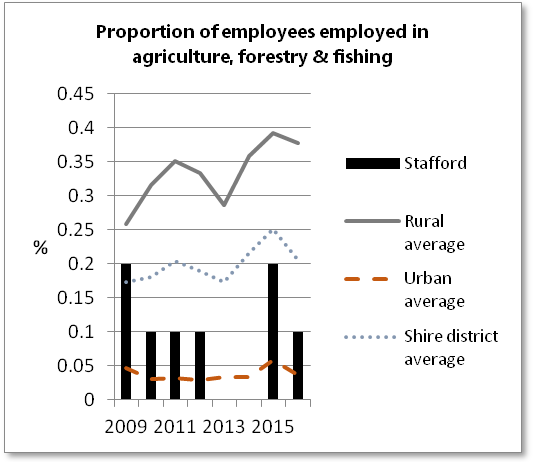 Proportion of employees employed in
agriculture, forestry & fishing
0.45
0.4
0.35
0.3
0.25
0.2
0.15
0.1
0.05
0
%
2009 2011 2013 2015
Stafford
Rural
average
Urban
average
Shire district
average